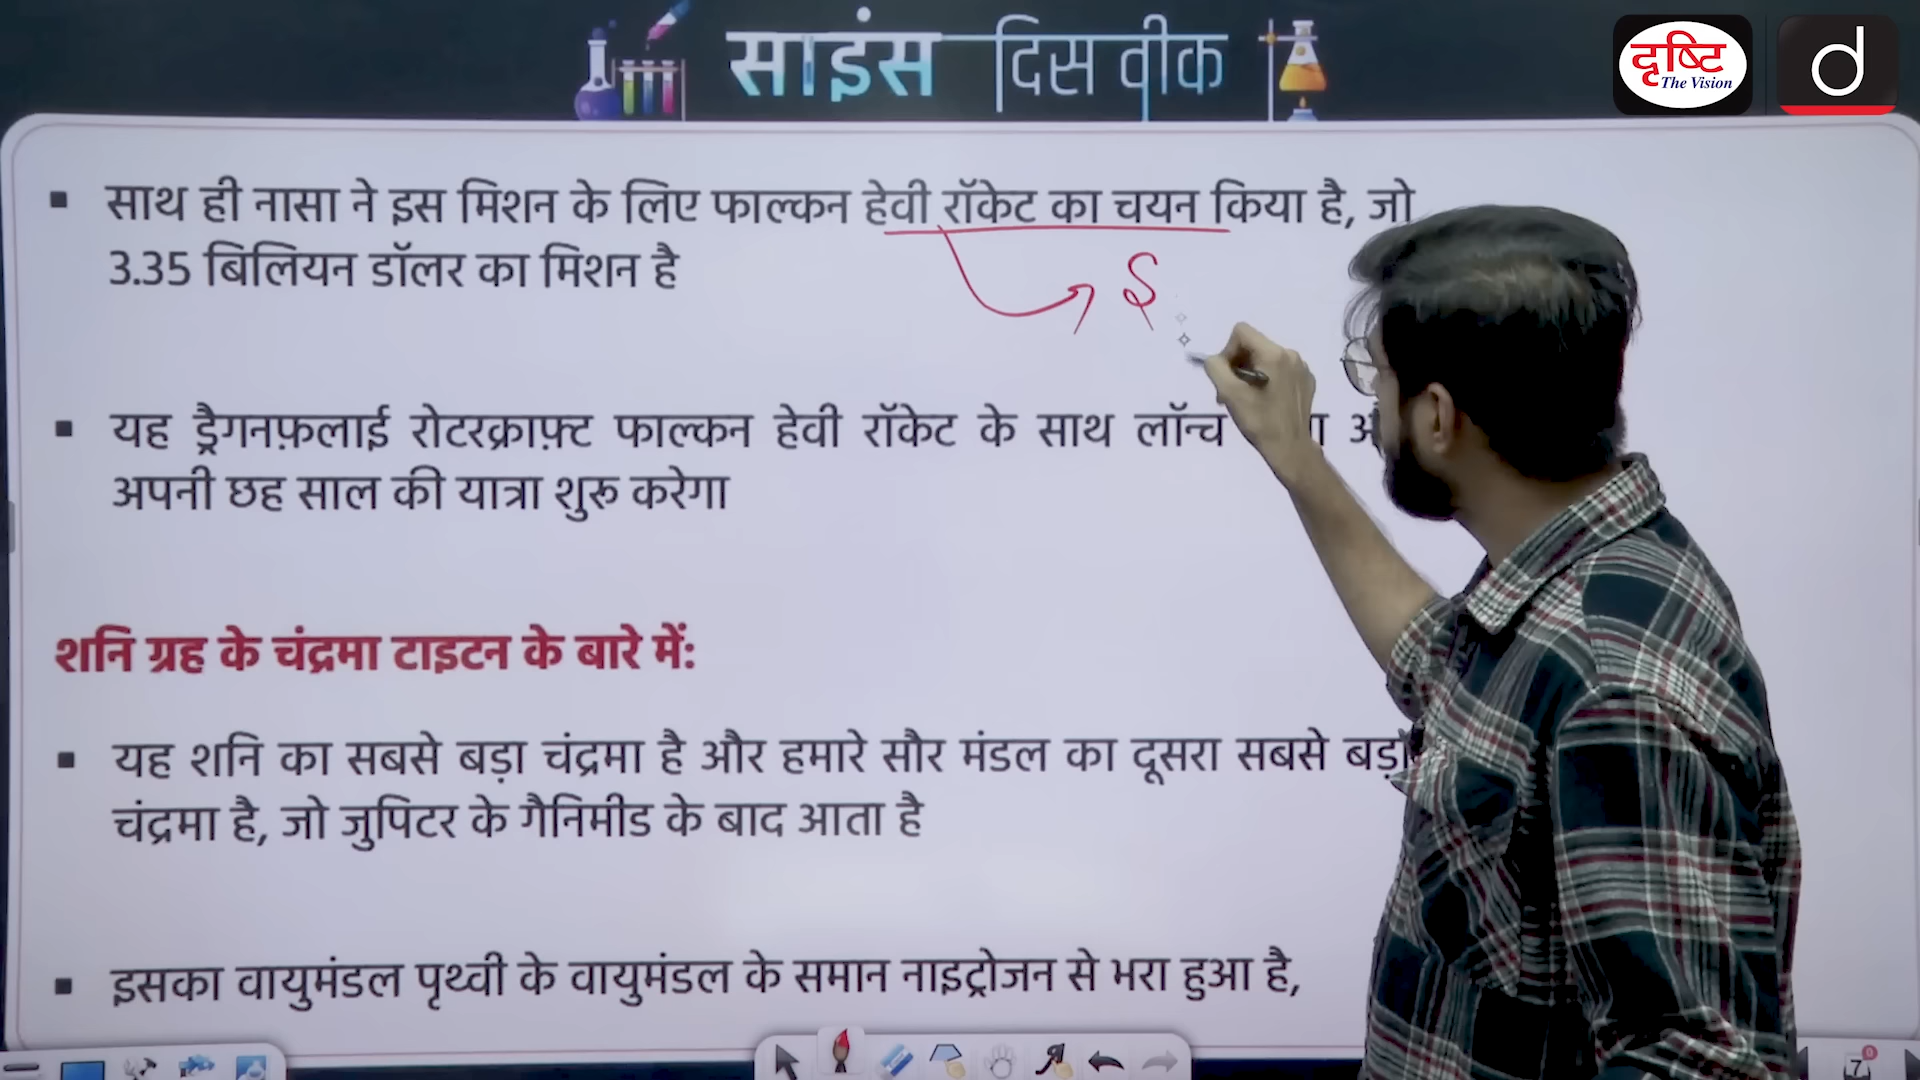 साइंस दिस वीक
दृष्टि
The Vision
d
साथ ही नासा ने इस मिशन के लिए फाल्कन हेवी रॉकेट का चयन किया है, जो
3.35 बिलियन डॉलर का मिशन है
S
यह ड्रैगनफ़लाई रोटरक्राफ़्ट फाल्कन हेवी रॉकेट के साथ लॉन्च
अपनी छह साल की यात्रा शुरू करेगा
शनि ग्रह के चंद्रमा टाइटन के बारे में:
यह शनि का सबसे बड़ा चंद्रमा है और हमारे सौर मंडल का दूसरा सबसे बड़ा
चंद्रमा है, जो जुपिटर के गैनिमीड के बाद आता है
इसका वायुमंडल पृथ्वी के वायुमंडल के समान नाइट्रोजन से भरा हुआ है,
7